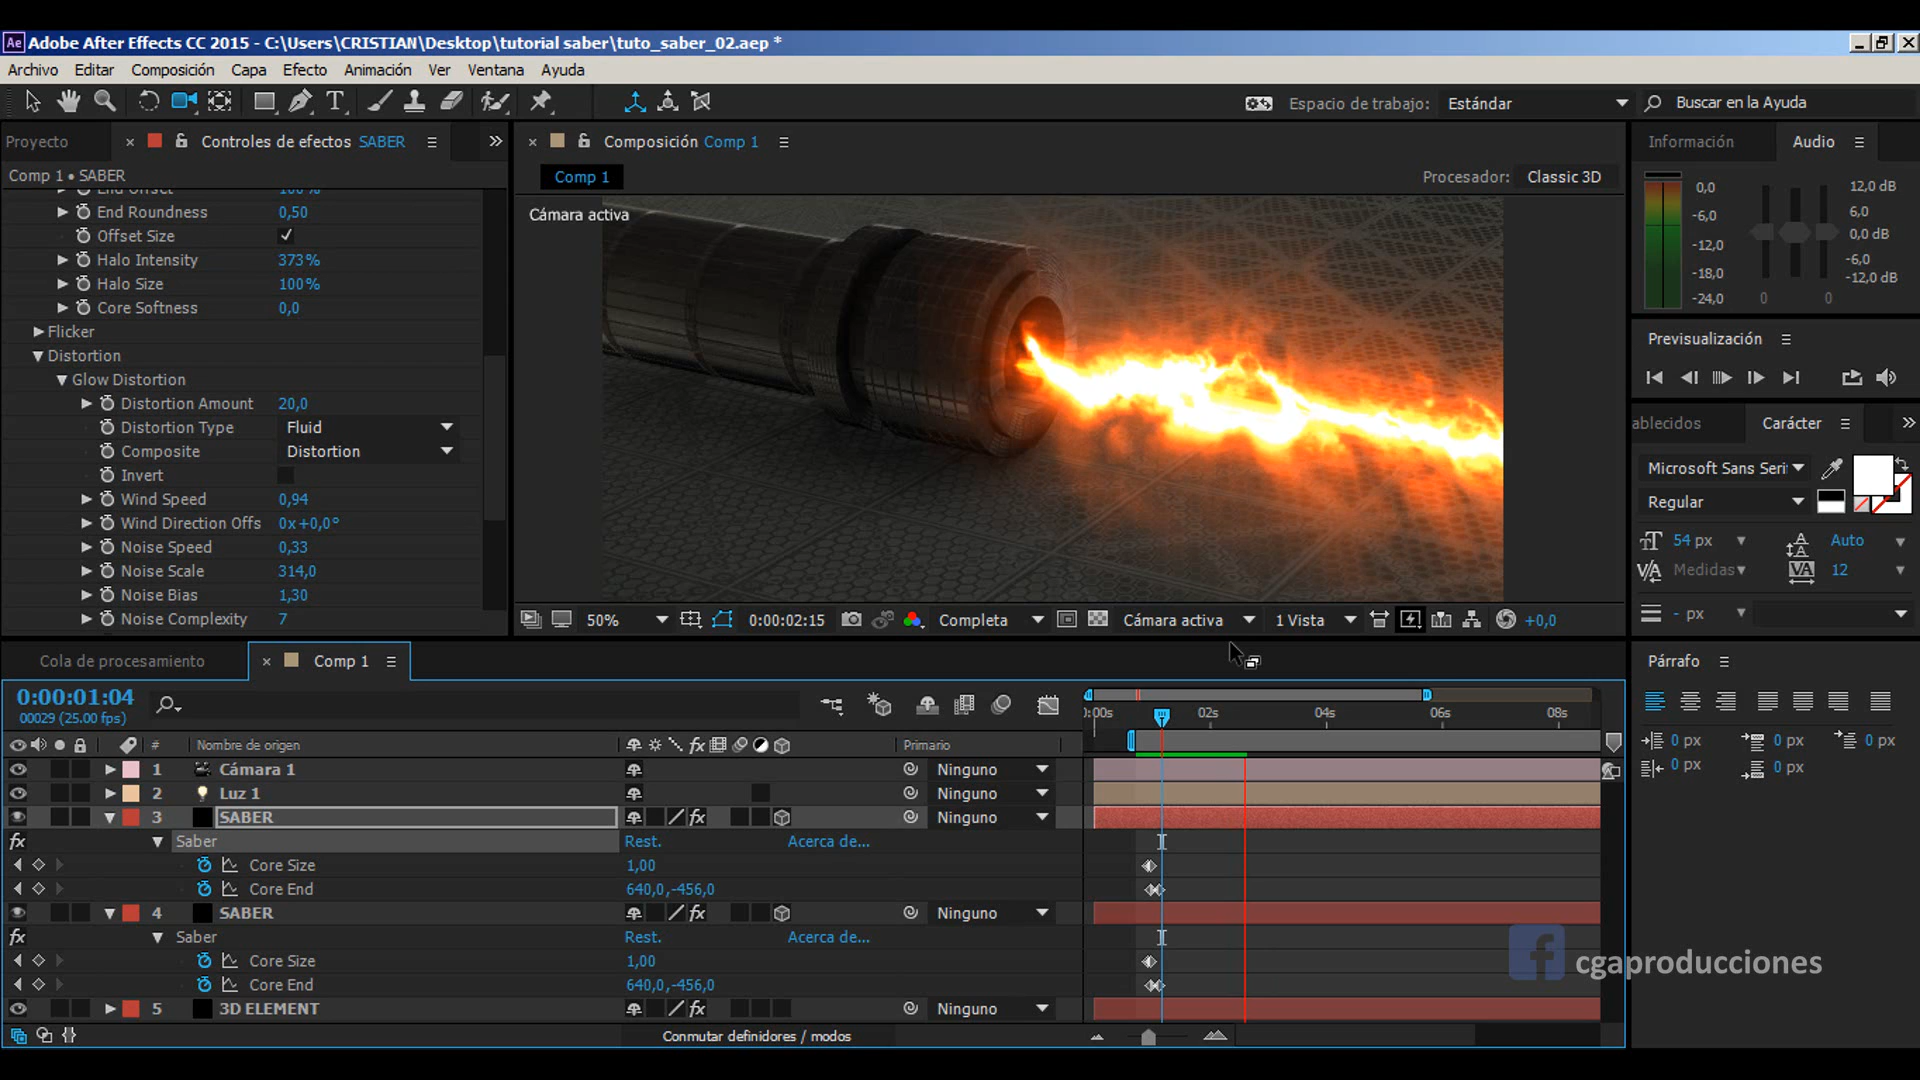 Adobe After Effects CC 2015 - C:\Users\CRISTIAN\Desktop\tutorial saber\tuto_saber_02.aep *
Archivo Editar Composición Capa Efecto Animación Ver Ventana Ayuda
Espacio de trabajo: Estándar Buscar en la Ayuda
Proyecto Controles de efectos SABER
Comp 1 • SABER
End Offset 100%
End Roundness 0,50
Offset Size
Halo Intensity 373%
Halo Size 100%
Core Softness 0,0
Flicker
Distortion
Glow Distortion
Distortion Amount 20,0
Distortion Type Fluid
Composite Distortion
Invert
Wind Speed 0,94
Wind Direction Offs 0x+0,0°
Noise Speed 0,33
Noise Scale 314,0
Noise Bias 1,30
Noise Complexity 7
Composición Comp 1
Comp 1 Procesador: Classic 3D
Cámara activa
50% 0:00:02:15 Completa Cámara activa 1 Vista +0,0
Información Audio
0,0 12,0 dB
-6,0 6,0
-12,0 0,0 dB
-18,0 -6,0
-24,0 0 0 -12,0 dB
Previsualización
ablecidos Carácter
Microsoft Sans Seri
Regular
54 px Auto
Medidas 12
- px
Párrafo
0 px 0 px 0 px
0 px 0 px
Cola de procesamiento Comp 1
0:00:01:04
00029 (25.00 fps)
:00s 02s 04s 06s 08s
# Nombre de origen fx Primario
1 Cámara 1 Ninguno
2 Luz 1 Ninguno
3 SABER fx Ninguno
fx Saber Rest. Acerca de...
Core Size 1,00
Core End 640,0,-456,0
4 SABER fx Ninguno
fx Saber Rest. Acerca de...
Core Size 1,00
Core End 640,0,-456,0
5 3D ELEMENT fx Ninguno
Conmutar definidores / modos
cgaproducciones